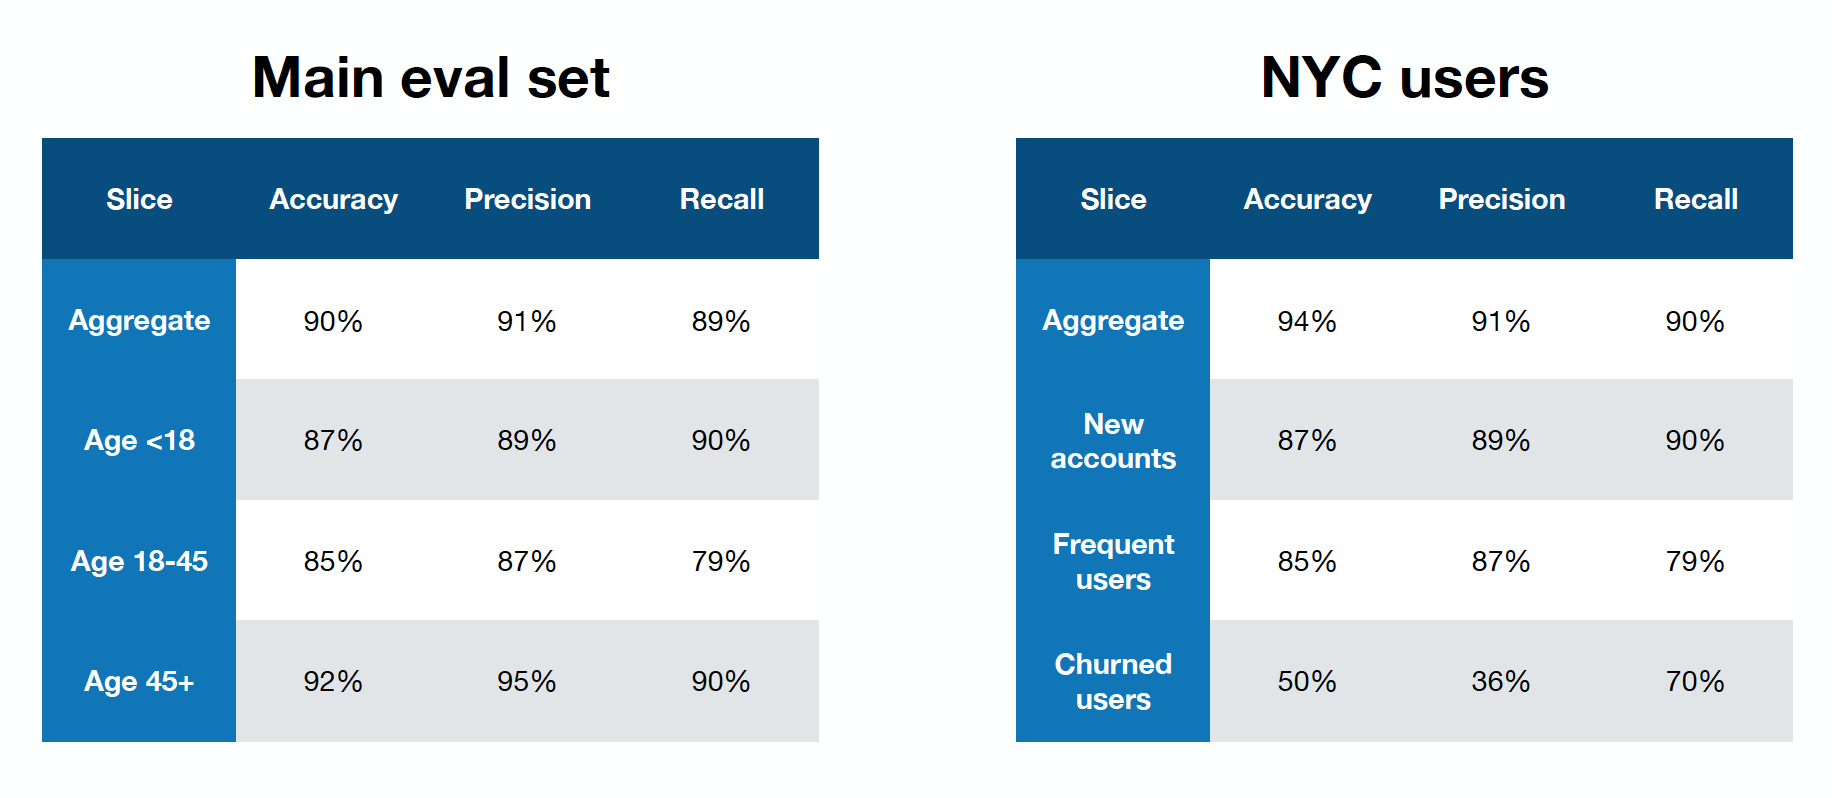 Main eval set
Slice Accuracy Precision Recall
Aggregate 90% 91% 89%
Age <18 87% 89% 90%
Age 18-45 85% 87% 79%
Age 45+ 92% 95% 90%
NYC users
Slice Accuracy Precision Recall
Aggregate 94% 91% 90%
New
accounts 87% 89% 90%
Frequent
users 85% 87% 79%
Churned
users 50% 36% 70%